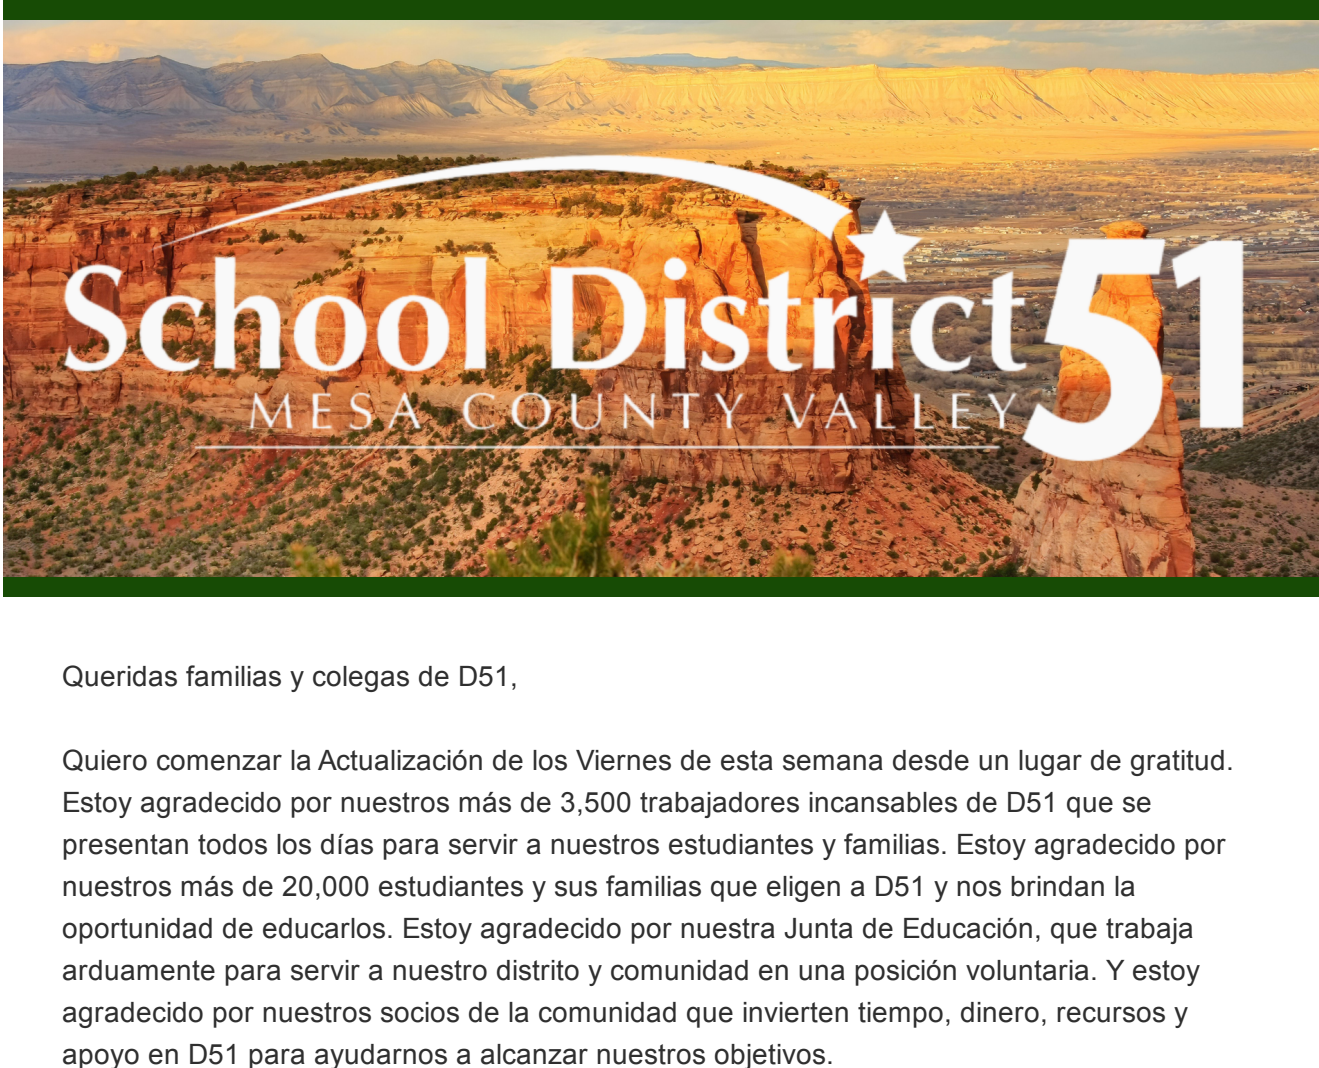 School District 51
MESA COUNTY VALLEY
Queridas familias y colegas de D51,
Quiero comenzar la Actualización de los Viernes de esta semana desde un lugar de gratitud.
Estoy agradecido por nuestros más de 3,500 trabajadores incansables de D51 que se
presentan todos los días para servir a nuestros estudiantes y familias. Estoy agradecido por
nuestros más de 20,000 estudiantes y sus familias que eligen a D51 y nos brindan la
oportunidad de educarlos. Estoy agradecido por nuestra Junta de Educación, que trabaja
arduamente para servir a nuestro distrito y comunidad en una posición voluntaria. Y estoy
agradecido por nuestros socios de la comunidad que invierten tiempo, dinero, recursos y
apoyo en D51 para ayudarnos a alcanzar nuestros objetivos.